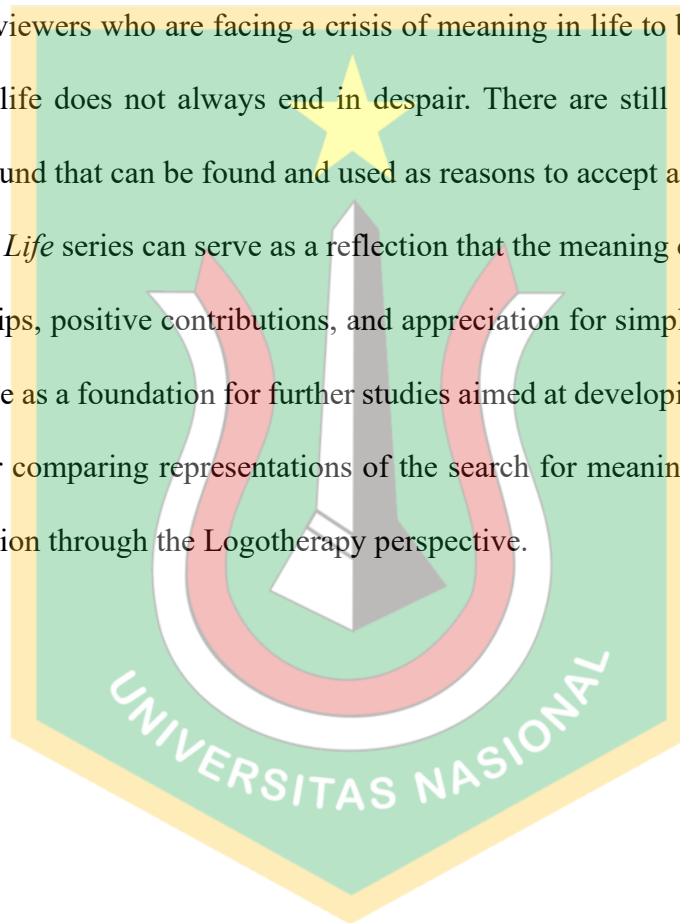 viewers who are facing a crisis of meaning in life to
life does not always end in despair. There are still
und that can be found and used as reasons to accept
Life series can serve as a reflection that the meaning
ips, positive contributions, and appreciation for
e as a foundation for further studies aimed at
r comparing representations of the search for
ion through the Logotherapy perspective.
UNIVERSITAS NASIONAL